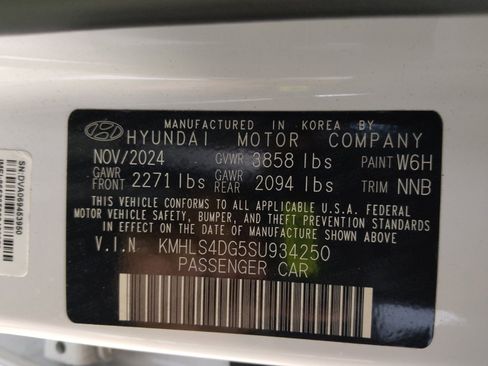 MANUFACTURED IN KOREA BY
HYUNDAI MOTOR COMPANY
NOV/2024 GVWR 3858 lbs PAINT W6H
GAWR FRONT 2271 lbs GAWR REAR 2094 lbs TRIM NNB
THIS VEHICLE CONFORMS TO ALL APPLICABLE U.S.A. FEDERAL
MOTOR VEHICLE SAFETY, BUMPER, AND THEFT PREVENTION STANDARDS
IN EFFECT ON THE DATE OF MANUFACTURE SHOWN ABOVE.
V.I.N KMHLS4DG5SU934250
PASSENGER CAR
SN:DVA069453950